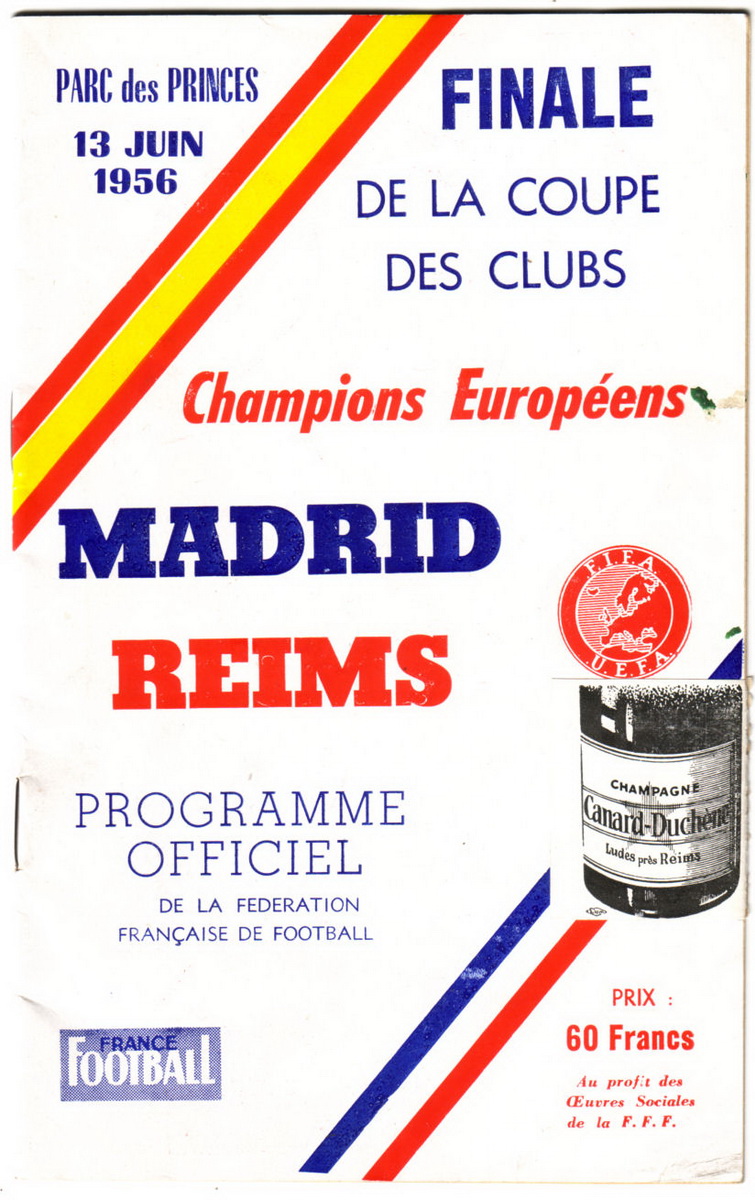 PARC des PRINCES
13 JUIN
1956
FINALE
DE LA COUPE
DES CLUBS
Champions Européens
MADRID
REIMS
F.I.F.A.
U.E.F.A.
CHAMPAGNE
Canard-Duchêne
Ludes près Reims
PROGRAMME
OFFICIEL
DE LA FEDERATION
FRANÇAISE DE FOOTBALL
FRANCE
FOOTBALL
PRIX :
60 Francs
Au profit des
Œuvres Sociales
de la F. F. F.